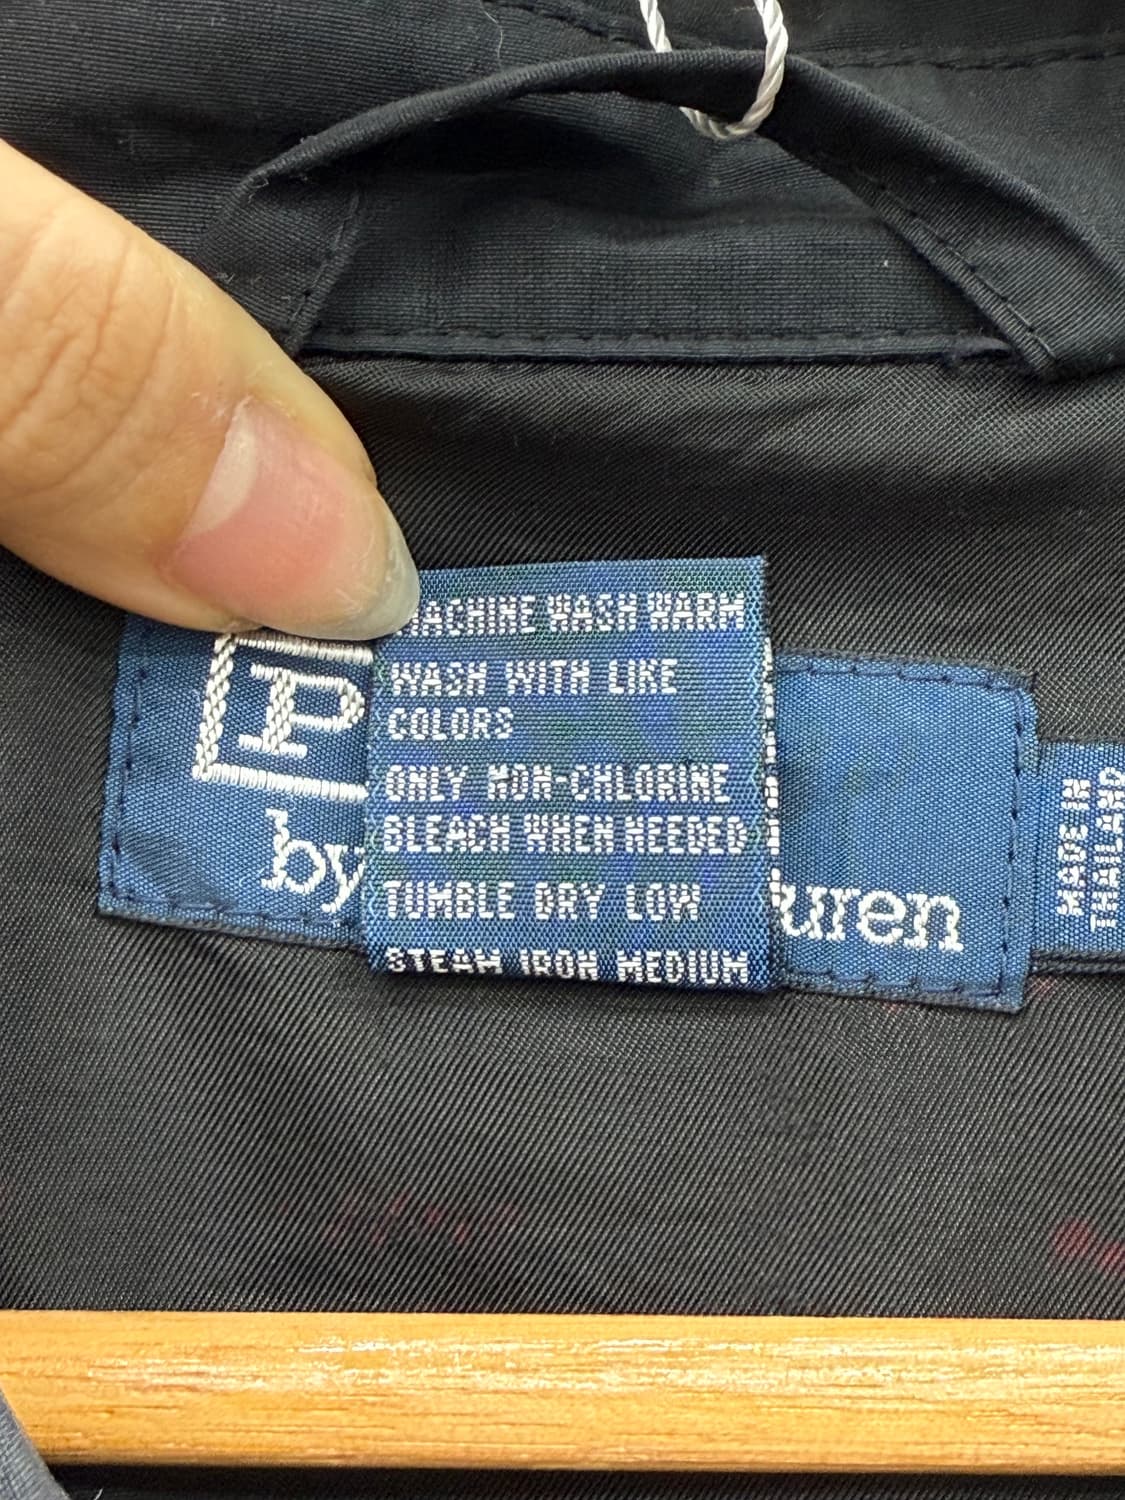 MACHINE WASH WARM
WASH WITH LIKE
COLORS
ONLY NON-CHLORINE
BLEACH WHEN NEEDED
TUMBLE DRY LOW
STEAM IRON MEDIUM
P
by uren
MADE IN
THAILAND